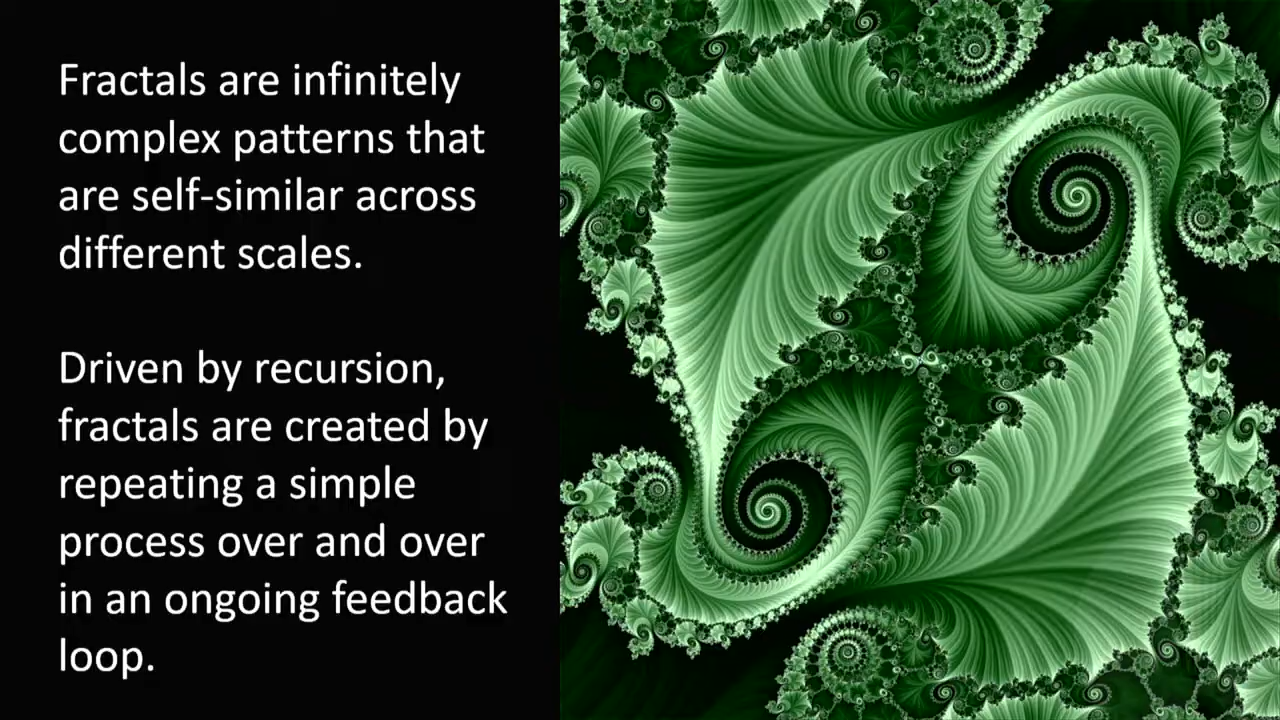 Fractals are infinitely
complex patterns that
are self-similar across
different scales.
Driven by recursion,
fractals are created by
repeating a simple
process over and over
in an ongoing feedback
loop.